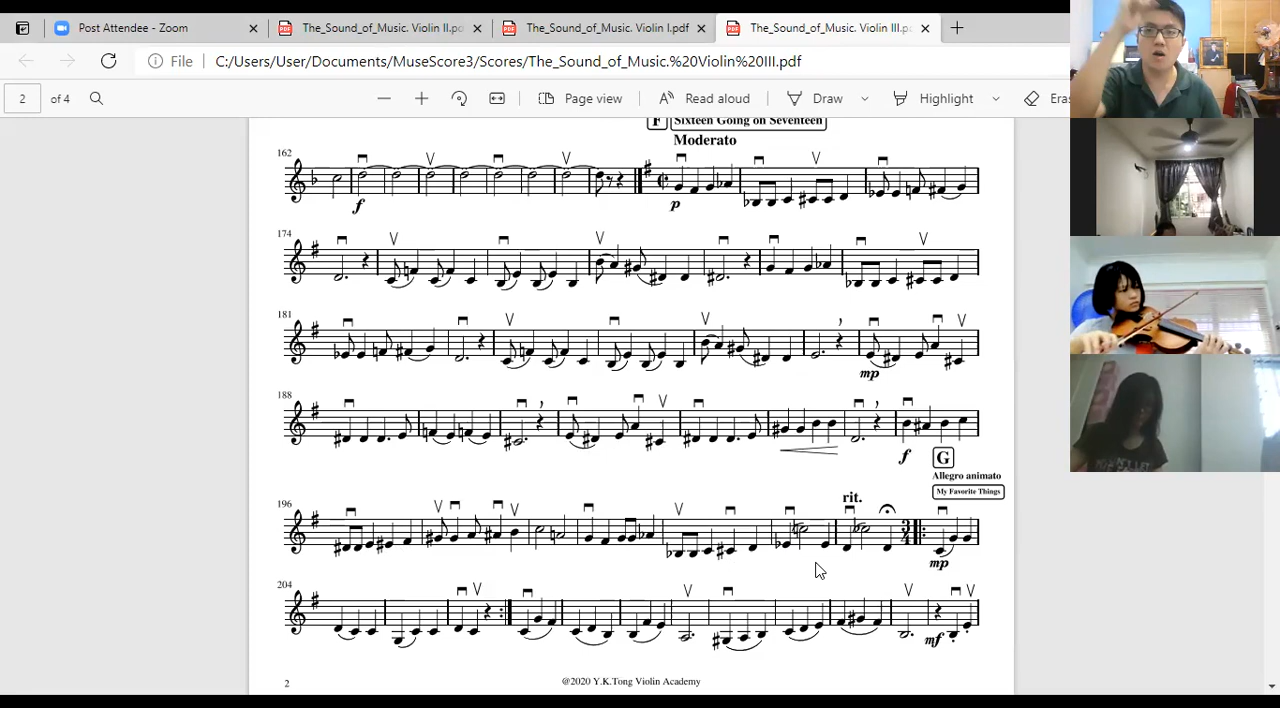 Post Attendee - Zoom
The_Sound_of_Music. Violin II.p
The_Sound_of_Music. Violin I.pdf
The_Sound_of_Music. Violin III.p
File
C:/Users/User/Documents/MuseScore3/Scores/The_Sound_of_Music.%20Violin%20III.pdf
2 of 4
Page view
Read aloud
Draw
Highlight
Eras
F Sixteen Going on Seventeen
Moderato
162
f
p
174
181
mp
188
f
G
Allegro animato
My Favorite Things
196
rit.
mp
204
mf
2
@2020 Y.K.Tong Violin Academy